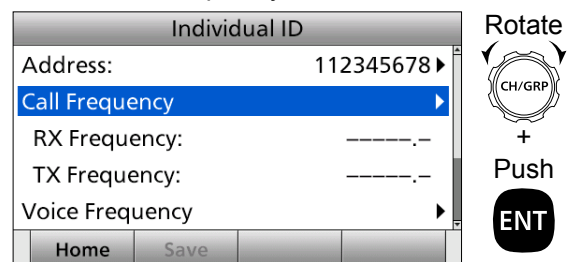 Individual ID
Address: 112345678
Call Frequency
RX Frequency: –––––.–
TX Frequency: –––––.–
Voice Frequency
Home Save
Rotate
CH/GRP
+
Push
ENT